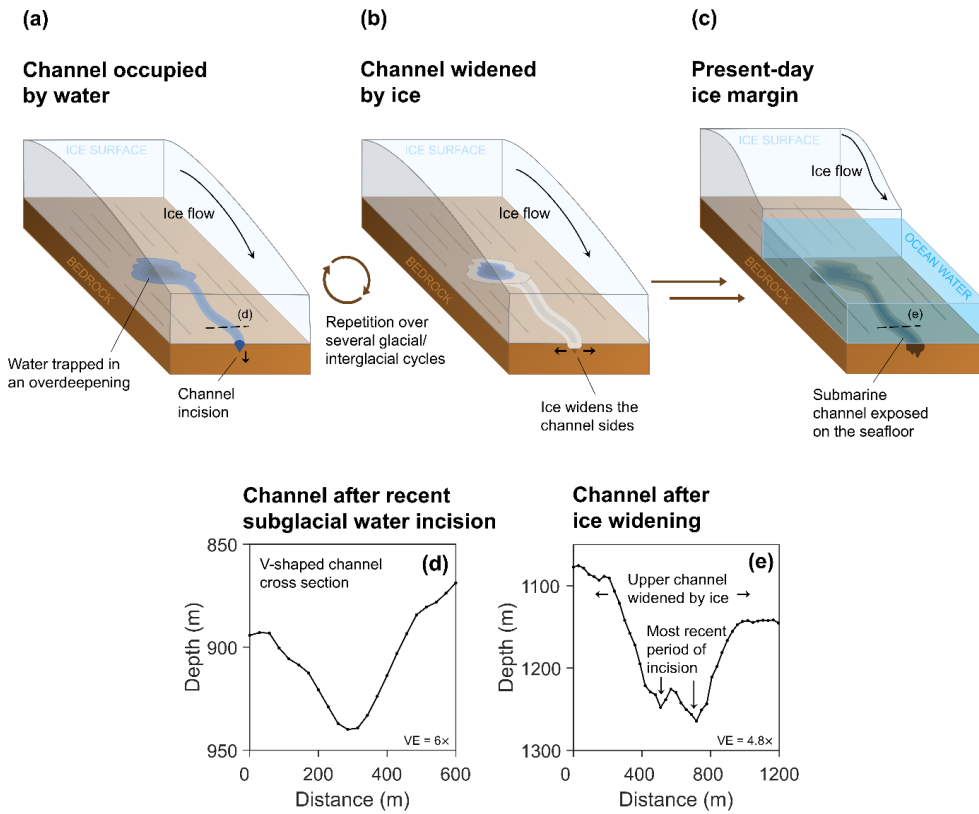 (a)
Channel occupied
by water
ICE SURFACE
Ice flow
BEDROCK
(d)
Water trapped in
an overdeepening
Channel
incision
Repetition over
several glacial/
interglacial cycles
(b)
Channel widened
by ice
ICE SURFACE
Ice flow
BEDROCK
Ice widens the
channel sides
(c)
Present-day
ice margin
ICE SURFACE
Ice flow
OCEAN WATER
BEDROCK
(e)
Submarine
channel exposed
on the seafloor
Channel after recent
subglacial water incision
850
900
950
Depth (m)
V-shaped channel
cross section
(d)
VE = 6×
0 200 400 600
Distance (m)
Channel after
ice widening
1100
1200
1300
Depth (m)
(e)
Upper channel
widened by ice
Most recent
period of
incision
VE = 4.8×
0 400 800 1200
Distance (m)